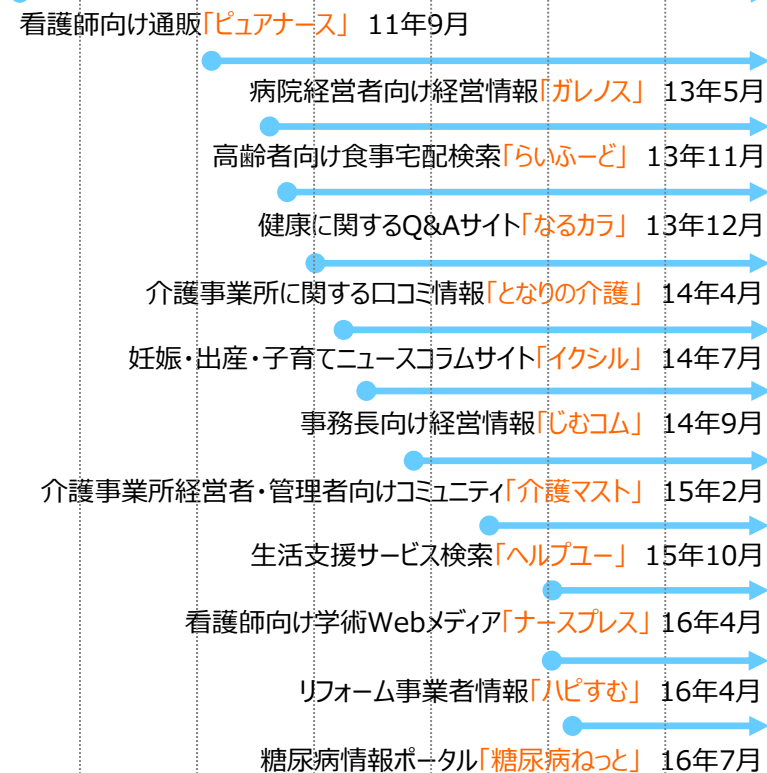 看護師向け通販「ピュアナース」 11年9月
病院経営者向け経営情報「ガレノス」 13年5月
高齢者向け食事宅配検索「らいふーど」 13年11月
健康に関するQ&Aサイト「なるカラ」 13年12月
介護事業所に関する口コミ情報「となりの介護」 14年4月
妊娠・出産・子育てニュースコラムサイト「イクシル」 14年7月
事務長向け経営情報「じむコム」 14年9月
介護事業所経営者・管理者向けコミュニティ「介護マスト」 15年2月
生活支援サービス検索「ヘルプユー」 15年10月
看護師向け学術Webメディア「ナースプレス」 16年4月
リフォーム事業者情報「ハピすむ」 16年4月
糖尿病情報ポータル「糖尿病ねっと」 16年7月